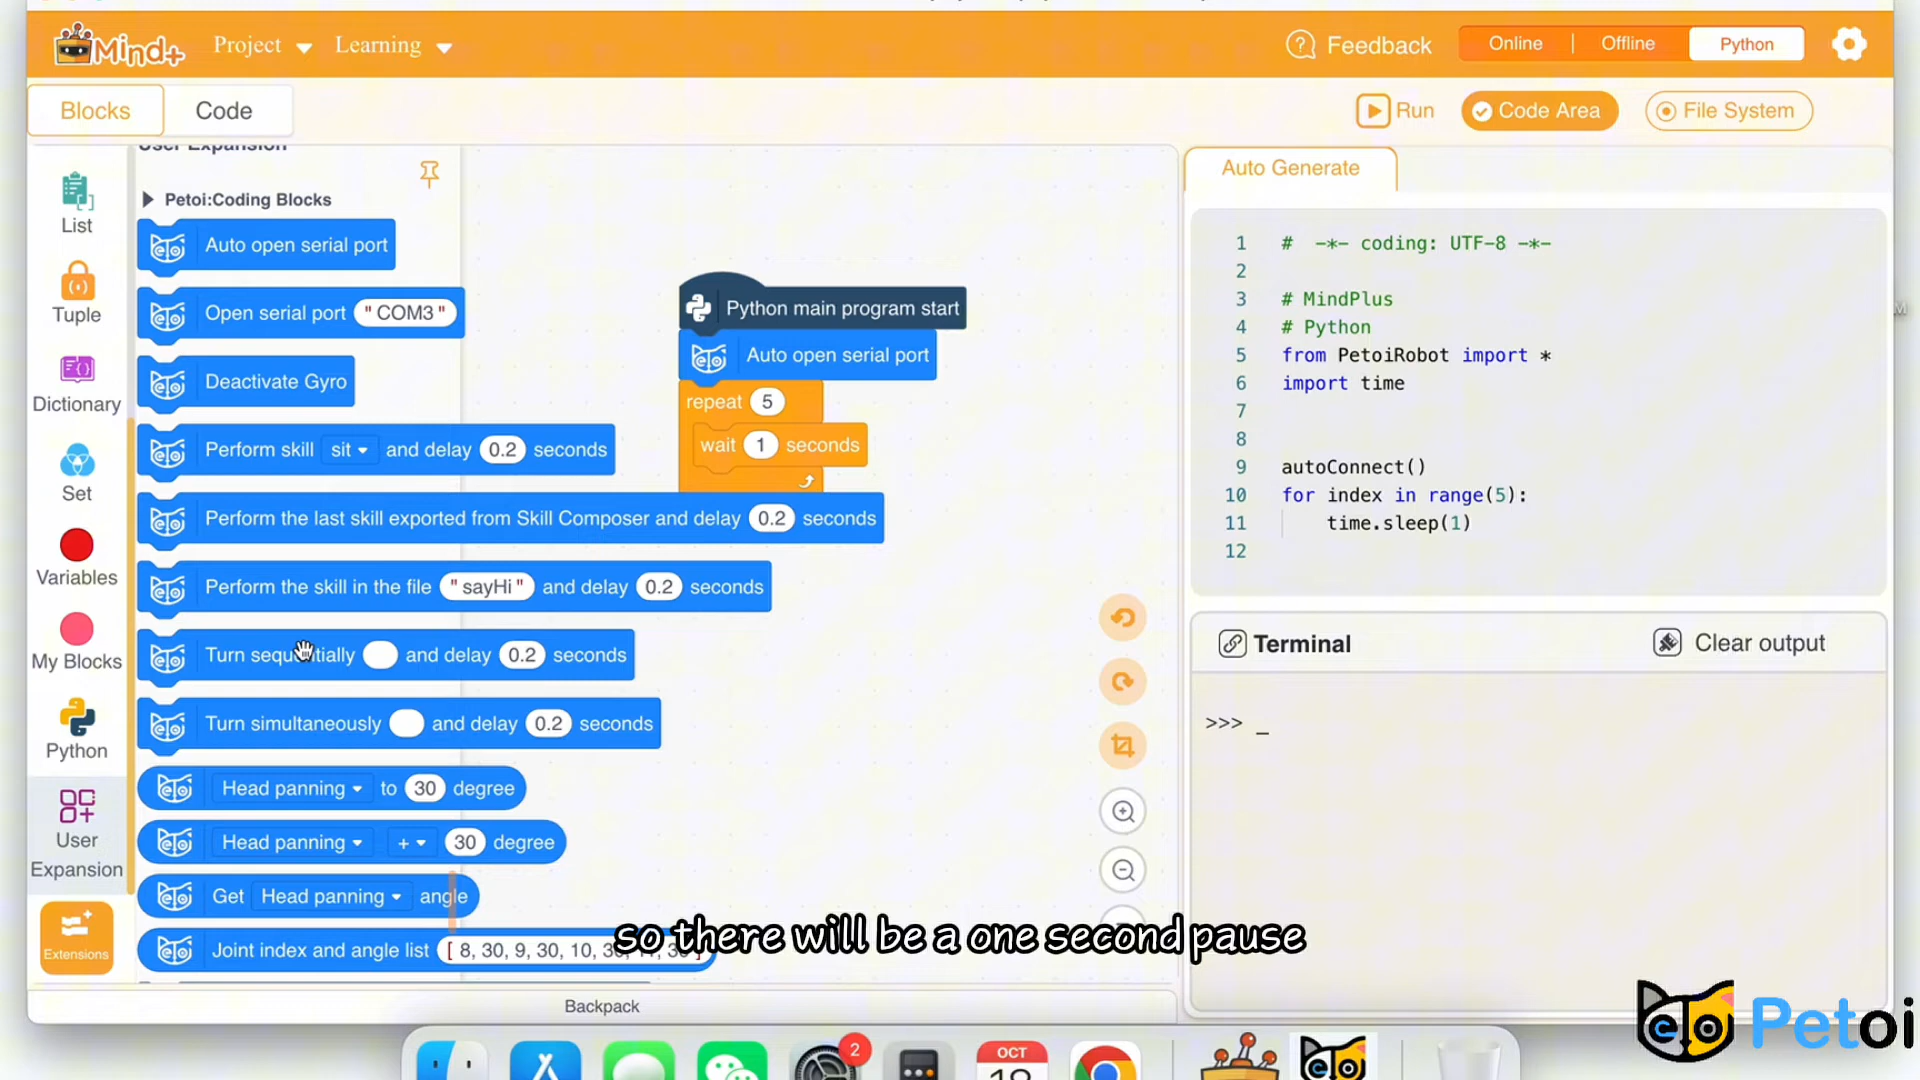 Mind+
Project
Learning
Feedback
Online
Offline
Python
Blocks
Code
Run
Code Area
File System
List
Tuple
Dictionary
Set
Variables
My Blocks
Python
User
Expansion
Extensions
User Expansion
Petoi:Coding Blocks
Auto open serial port
Open serial port "COM3"
Deactivate Gyro
Perform skill sit and delay 0.2 seconds
Perform the last skill exported from Skill Composer and delay 0.2 seconds
Perform the skill in the file "sayHi" and delay 0.2 seconds
Turn sequentially and delay 0.2 seconds
Turn simultaneously and delay 0.2 seconds
Head panning to 30 degree
Head panning + 30 degree
Get Head panning angle
Joint index and angle list [ 8, 30, 9, 30, 10,
Python main program start
Auto open serial port
repeat 5
wait 1 seconds
Auto Generate
1 # -*- coding: UTF-8 -*-
2
3 # MindPlus
4 # Python
5 from PetoiRobot import *
6 import time
7
8
9 autoConnect()
10 for index in range(5):
11 time.sleep(1)
12
Terminal
Clear output
>>> _
so there will be a one second pause
Backpack
Petoi
2
OCT